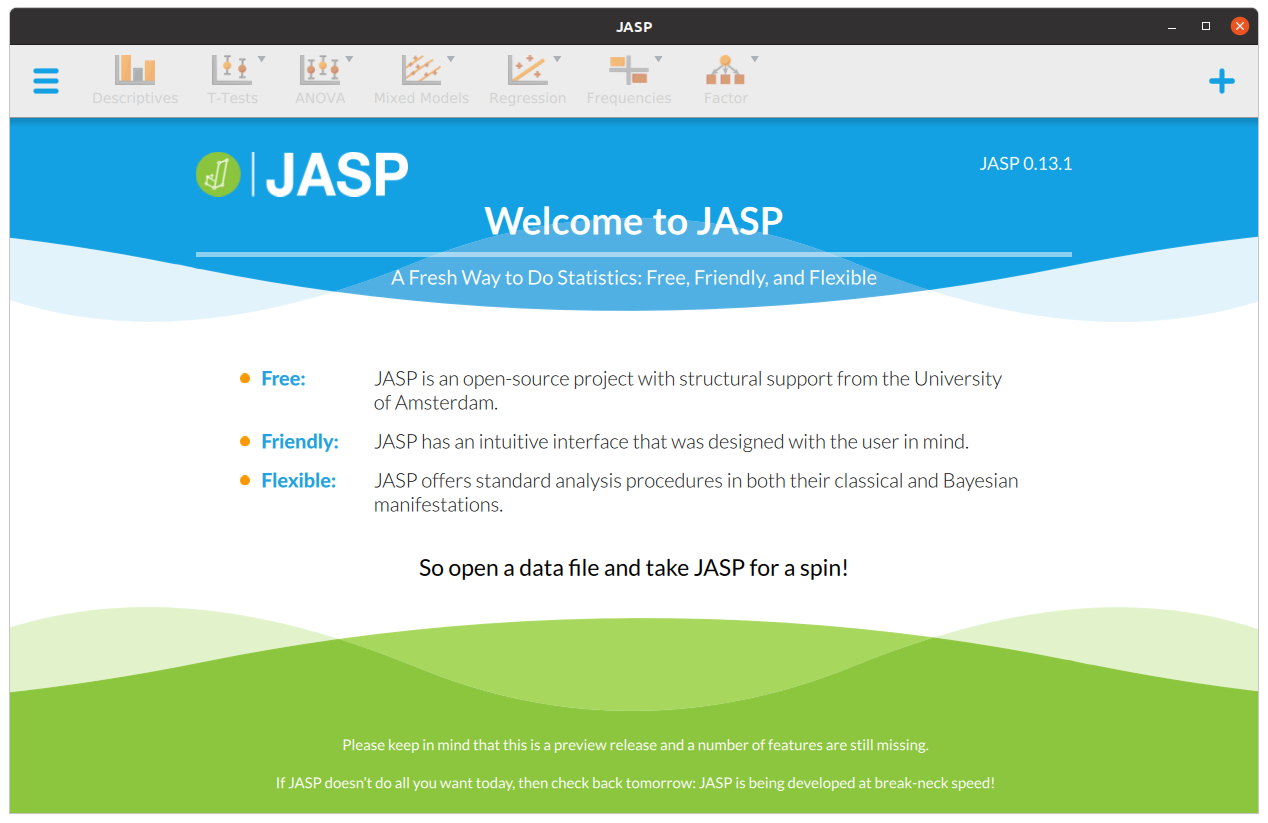 JASP
Descriptives T-Tests ANOVA Mixed Models Regression Frequencies Factor
JASP
JASP 0.13.1
Welcome to JASP
A Fresh Way to Do Statistics: Free, Friendly, and Flexible
Free: JASP is an open-source project with structural support from the University
of Amsterdam.
Friendly: JASP has an intuitive interface that was designed with the user in mind.
Flexible: JASP offers standard analysis procedures in both their classical and Bayesian
manifestations.
So open a data file and take JASP for a spin!
Please keep in mind that this is a preview release and a number of features are still missing.
If JASP doesn't do all you want today, then check back tomorrow: JASP is being developed at break-neck speed!